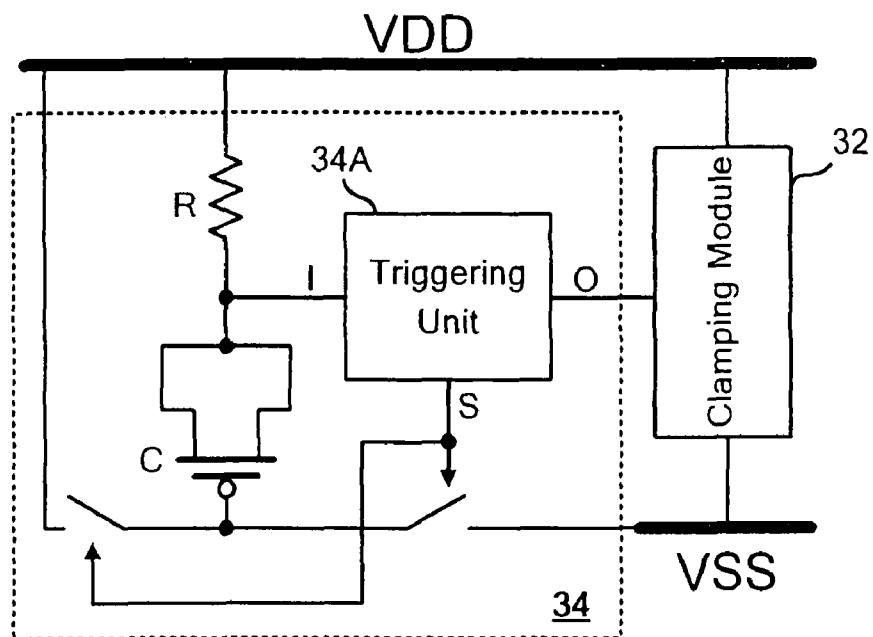 VDD
34A
32
R
I
Triggering
Unit
O
Clamping Module
S
C
34
VSS